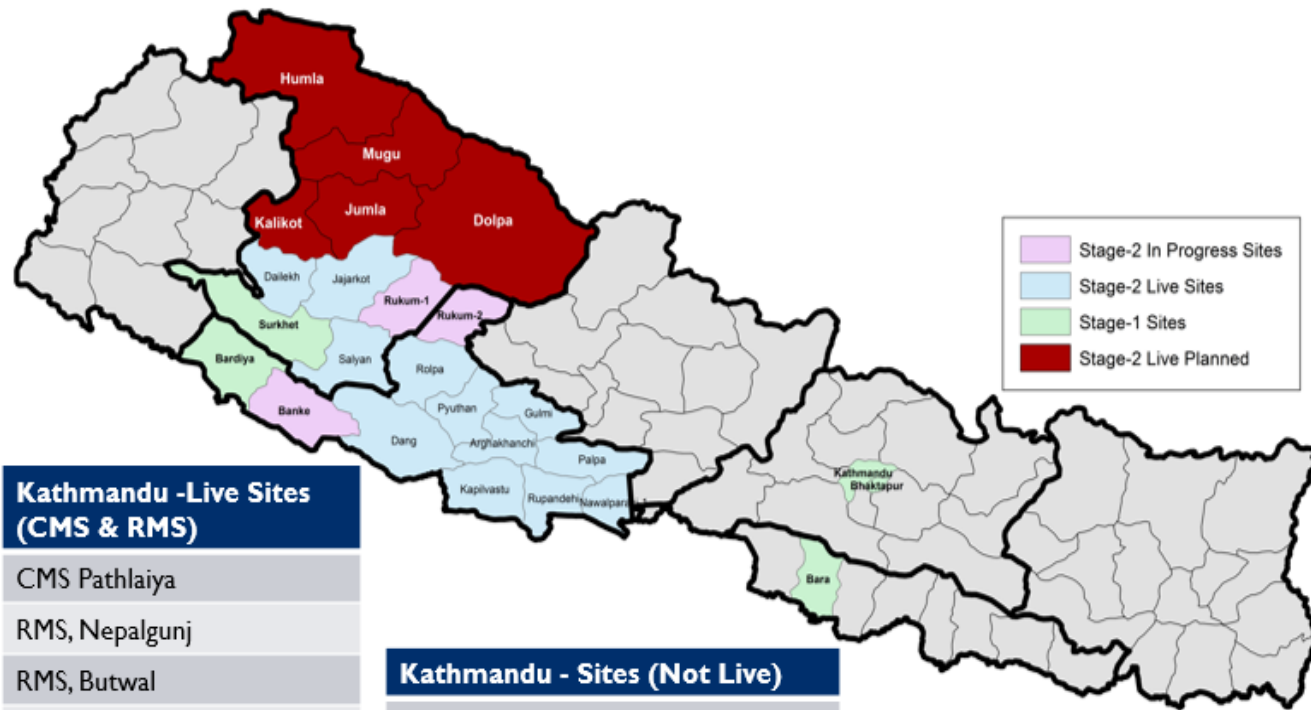 Humla
Mugu
Kalikot
Jumla
Dolpa
Dailekh
Jajarkot
Rukum-1
Rukum-2
Surkhet
Salyan
Bardiya
Banke
Rolpa
Pyuthan
Gulmi
Dang
Arghakhanchi
Palpa
Kapilvastu
Rupandehi
Kathmandu
Bhaktapur
Bara
Stage-2 In Progress Sites
Stage-2 Live Sites
Stage-1 Sites
Stage-2 Live Planned
Kathmandu -Live Sites
(CMS & RMS)
CMS Pathlaiya
RMS, Nepalgunj
RMS, Butwal
Kathmandu - Sites (Not Live)